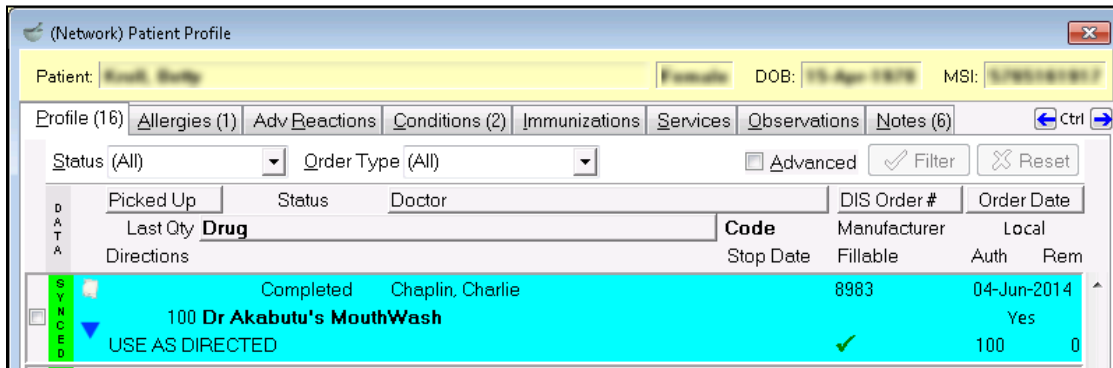 (Network) Patient Profile
Patient: DOB: MSI:
Profile (16) Allergies (1) Adv Reactions Conditions (2) Immunizations Services Observations Notes (6) Ctrl
Status (All) Order Type (All) Advanced Filter Reset
DATA
Picked Up Status Doctor DIS Order # Order Date
Last Qty Drug Code Manufacturer Local
Directions Stop Date Fillable Auth Rem
SYNCED
Completed Chaplin, Charlie 8983 04-Jun-2014
100 Dr Akabutu's MouthWash Yes
USE AS DIRECTED 100 0